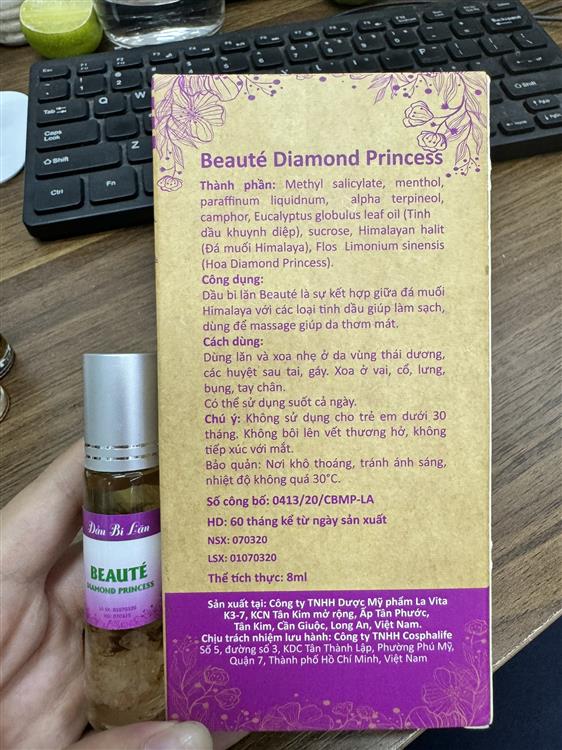 Beauté Diamond Princess
Thành phần: Methyl salicylate, menthol,
paraffinum liquidnum, alpha terpineol,
camphor, Eucalyptus globulus leaf oil (Tinh
dầu khuynh diệp), sucrose, Himalayan halit
(Đá muối Himalaya), Flos Limonium sinensis
(Hoa Diamond Princess).
Công dụng:
Dầu bi lăn Beauté là sự kết hợp giữa đá muối
Himalaya với các loại tinh dầu giúp làm sạch,
dùng để massage giúp da thơm mát.
Cách dùng:
Dùng lăn và xoa nhẹ ở da vùng thái dương,
các huyệt sau tai, gáy. Xoa ở vai, cổ, lưng,
bụng, tay chân.
Có thể sử dụng suốt cả ngày.
Chú ý: Không sử dụng cho trẻ em dưới 30
tháng. Không bôi lên vết thương hở, không
tiếp xúc với mắt.
Bảo quản: Nơi khô thoáng, tránh ánh sáng,
nhiệt độ không quá 30°C.
Số công bố: 0413/20/CBMP-LA
HD: 60 tháng kể từ ngày sản xuất
NSX: 070320
LSX: 01070320
Thể tích thực: 8ml
Sản xuất tại: Công ty TNHH Dược Mỹ phẩm La Vita
K3-7, KCN Tân kim mở rộng, Ấp Tân Phước,
Tân Kim, Cần Giuộc, Long An, Việt Nam.
Chịu trách nhiệm lưu hành: Công ty TNHH Cosphalife
Số 5, đường số 3, KDC Tân Thành Lập, Phường Phú Mỹ,
Quận 7, Thành phố Hồ Chí Minh, Việt Nam
Dầu Bi Lăn
BEAUTÉ
DIAMOND PRINCESS
Esc
Tab
Q
W
Caps
Lock
Shift
Ctrl
Fn
Backspace
Shift